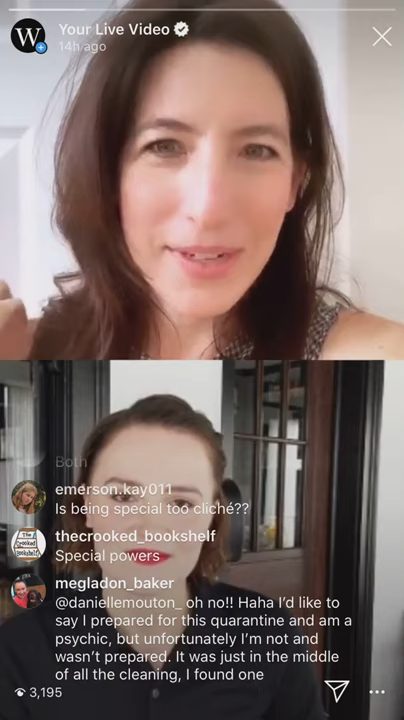 W
Your Live Video
14h ago
Both
emerson.kay011
Is being special too cliché??
The
Crooked
Bookshelf
thecrooked_bookshelf
Special powers
megladon_baker
@daniellemouton_ oh no!! Haha I’d like to
say I prepared for this quarantine and am a
psychic, but unfortunately I’m not and
wasn’t prepared. It was just in the middle
of all the cleaning, I found one
3,195